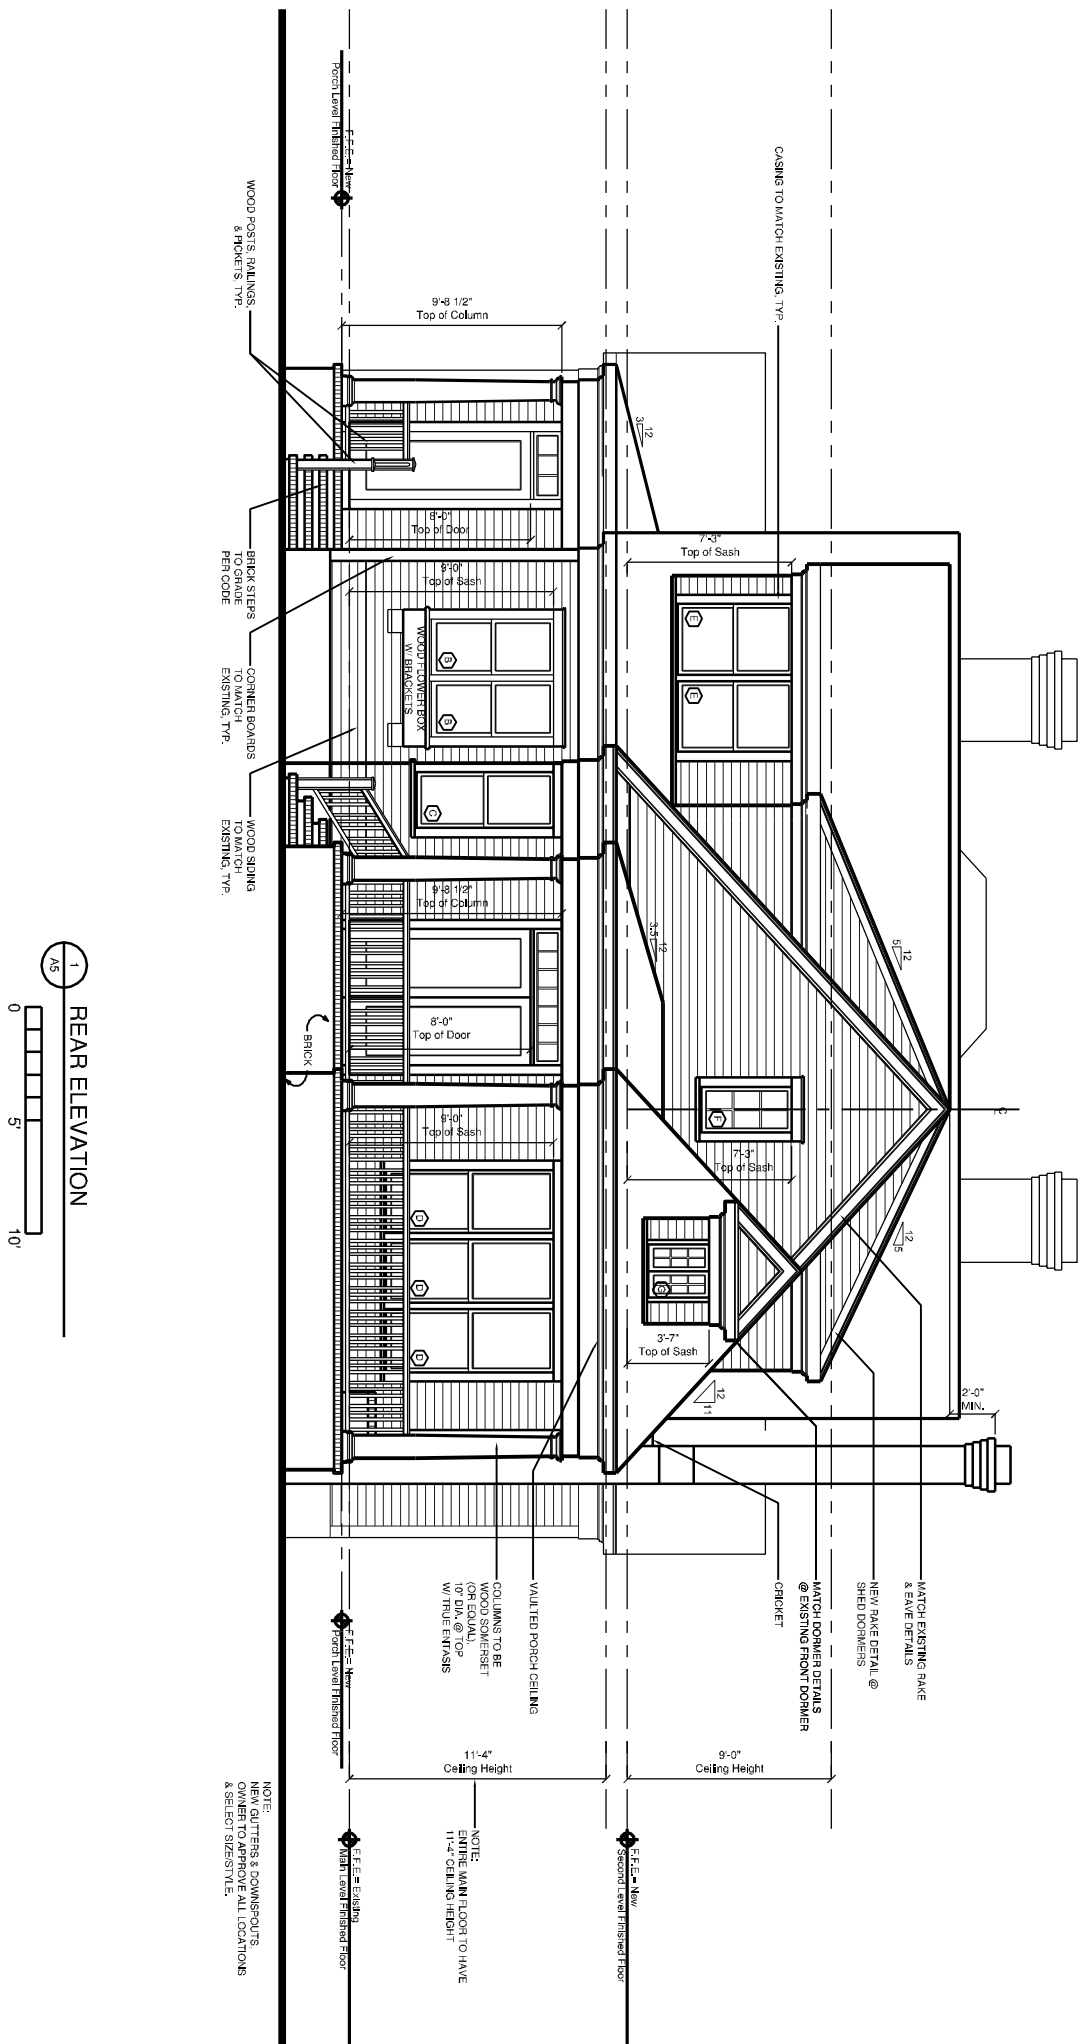 CASING TO MATCH EXISTING, TYP.
F.F.E.= New
Porch Level Finished Floor
WOOD POSTS, RAILINGS,
& PICKETS, TYP.
9'-8 1/2"
Top of Column
3
12
8'-0"
Top of Door
7'-3"
Top of Sash
9'-0"
Top of Sash
E
E
B
B
WOOD FLOWER BOX
W/ BRACKETS
C
BRICK STEPS
TO GRADE
PER CODE
CORNER BOARDS
TO MATCH
EXISTING, TYP.
WOOD SIDING
TO MATCH
EXISTING, TYP.
9'-8 1/2"
Top of Column
3.5
12
5
12
8'-0"
Top of Door
BRICK
9'-0"
Top of Sash
F
7'-3"
Top of Sash
12
5
D
D
D
G
3'-7"
Top of Sash
12
11
2'-0"
MIN.
MATCH EXISTING RAKE
& EAVE DETAILS
NEW RAKE DETAIL @
SHED DORMERS
MATCH DORMER DETAILS
@ EXISTING FRONT DORMER
CRICKET
VAULTED PORCH CEILING
COLUMNS TO BE
WOOD SOMERSET
(OR EQUAL),
10" DIA. @ TOP
W/ TRUE ENTASIS
F.F.E.= New
Porch Level Finished Floor
11'-4"
Ceiling Height
9'-0"
Ceiling Height
NOTE:
ENTIRE MAIN FLOOR TO HAVE
11'-4" CEILING HEIGHT
F.F.E.= New
Second Level Finished Floor
F.F.E.= Existing
Main Level Finished Floor
NOTE:
NEW GUTTERS & DOWNSPOUTS,
OWNER TO APPROVE ALL LOCATIONS
& SELECT SIZE/STYLE.
1
A5
REAR ELEVATION
0
5'
10'